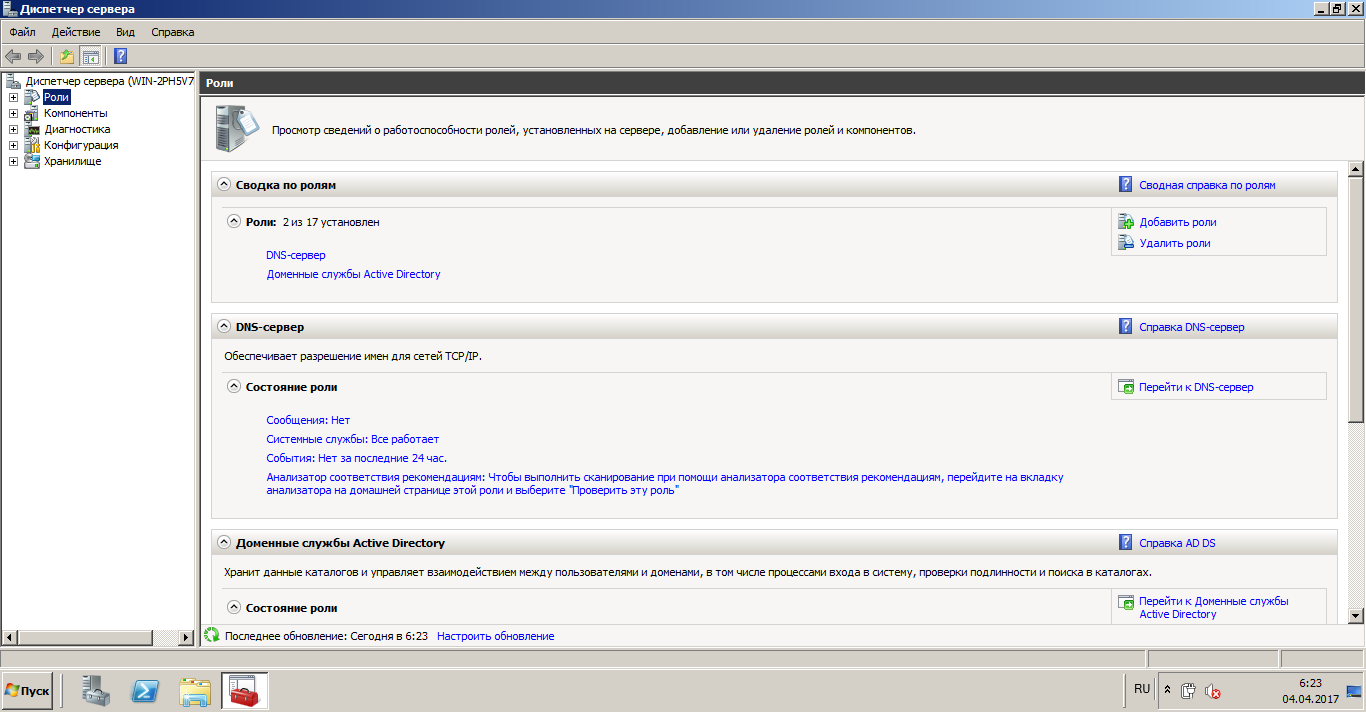 Диспетчер сервера
Файл Действие Вид Справка
Диспетчер сервера (WIN-2PH5V7
Роли
Компоненты
Диагностика
Конфигурация
Хранилище
Роли
Просмотр сведений о работоспособности ролей, установленных на сервере, добавление или удаление ролей и компонентов.
Сводка по ролям
Сводная справка по ролям
Роли: 2 из 17 установлен
Добавить роли
Удалить роли
DNS-сервер
Доменные службы Active Directory
DNS-сервер
Справка DNS-сервер
Обеспечивает разрешение имен для сетей TCP/IP.
Состояние роли
Перейти к DNS-сервер
Сообщения: Нет
Системные службы: Все работает
События: Нет за последние 24 час.
Анализатор соответствия рекомендациям: Чтобы выполнить сканирование при помощи анализатора соответствия рекомендациям, перейдите на вкладку
анализатора на домашней странице этой роли и выберите "Проверить эту роль"
Доменные службы Active Directory
Справка AD DS
Хранит данные каталогов и управляет взаимодействием между пользователями и доменами, в том числе процессами входа в систему, проверки подлинности и поиска в каталогах.
Состояние роли
Перейти к Доменные службы
Active Directory
Последнее обновление: Сегодня в 6:23 Настроить обновление
Пуск
RU
6:23
04.04.2017